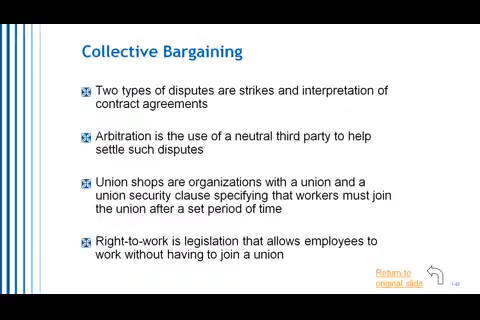 Collective Bargaining
Two types of disputes are strikes and interpretation of
contract agreements
Arbitration is the use of a neutral third party to help
settle such disputes
Union shops are organizations with a union and a
union security clause specifying that workers must join
the union after a set period of time
Right-to-work is legislation that allows employees to
work without having to join a union
Return to
original slide
1-42